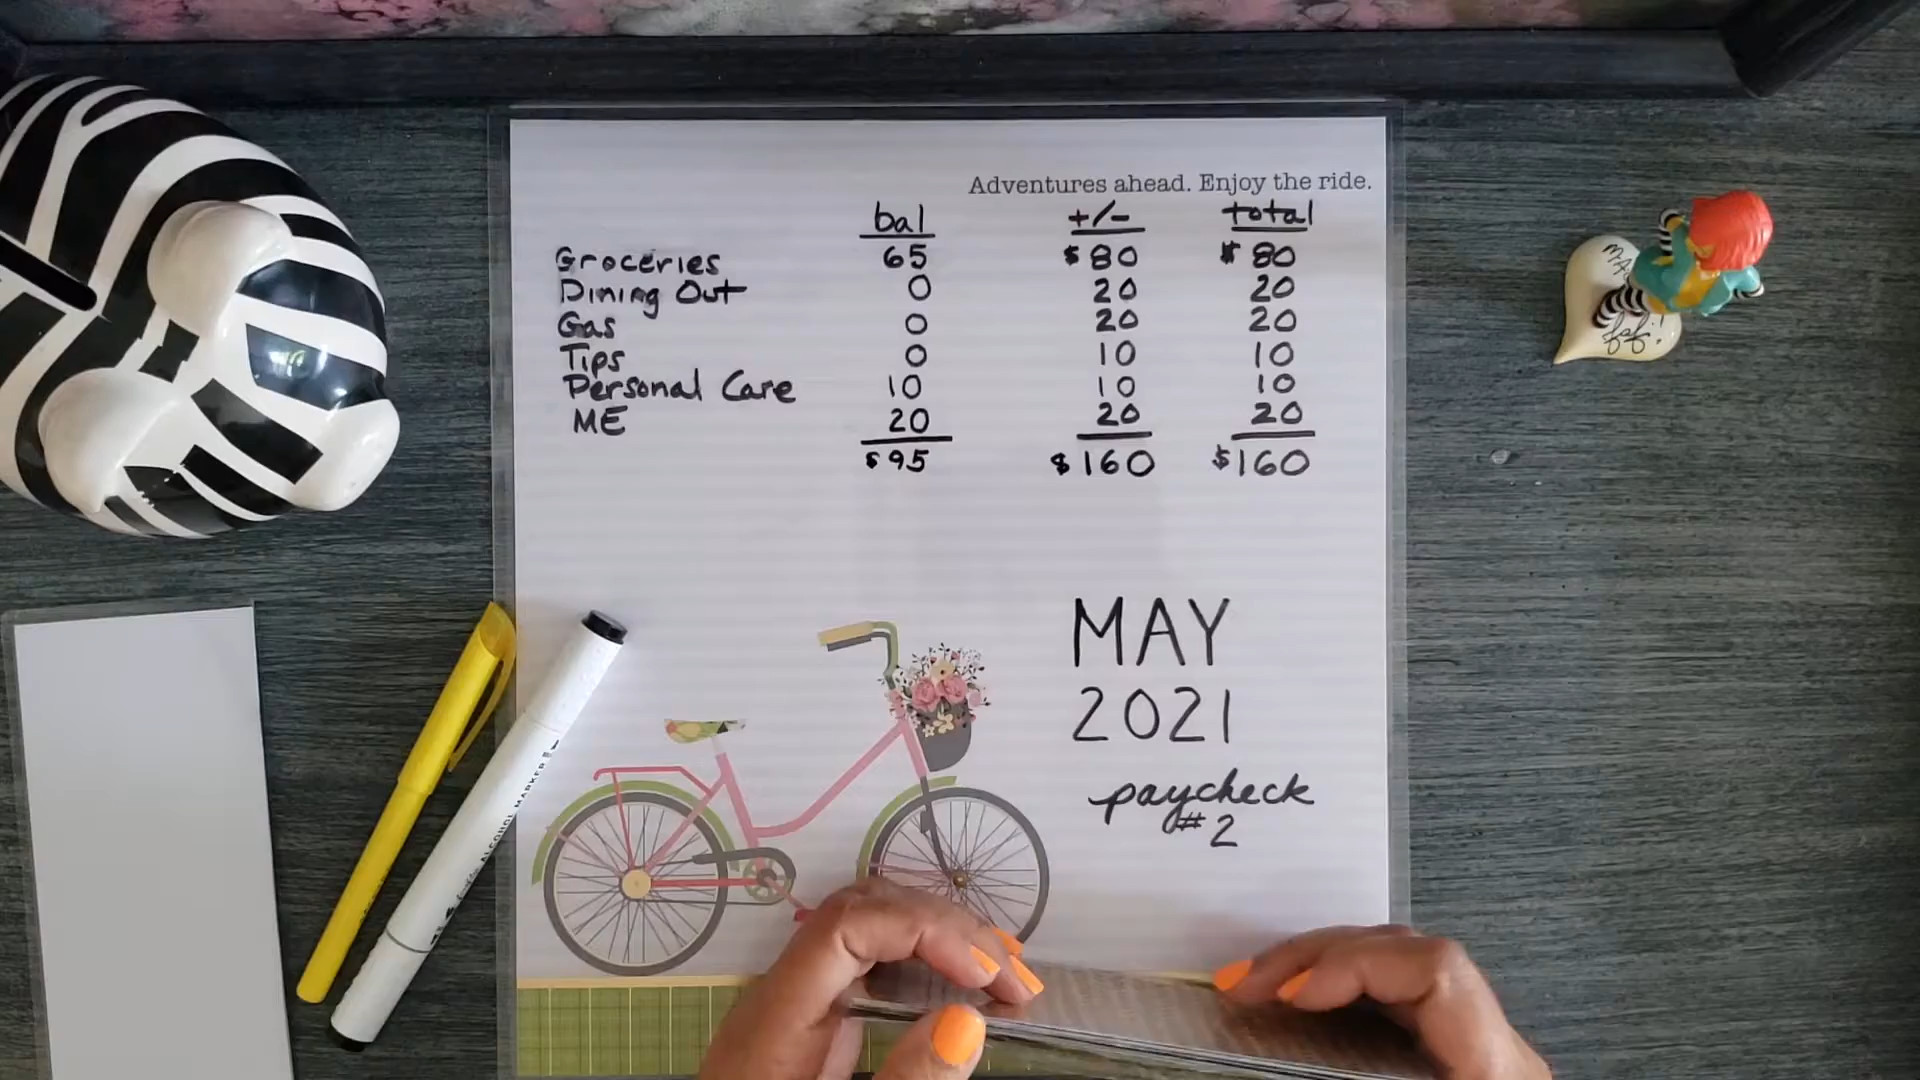 Adventures ahead. Enjoy the ride.
bal +/- total
Groceries 65 $80 $80
Dining Out 0 20 20
Gas 0 20 20
Tips 0 10 10
Personal Care 10 10 10
ME 20 20 20
$95 $160 $160
MAY
2021
paycheck
#2
ALCOHOL MARKER